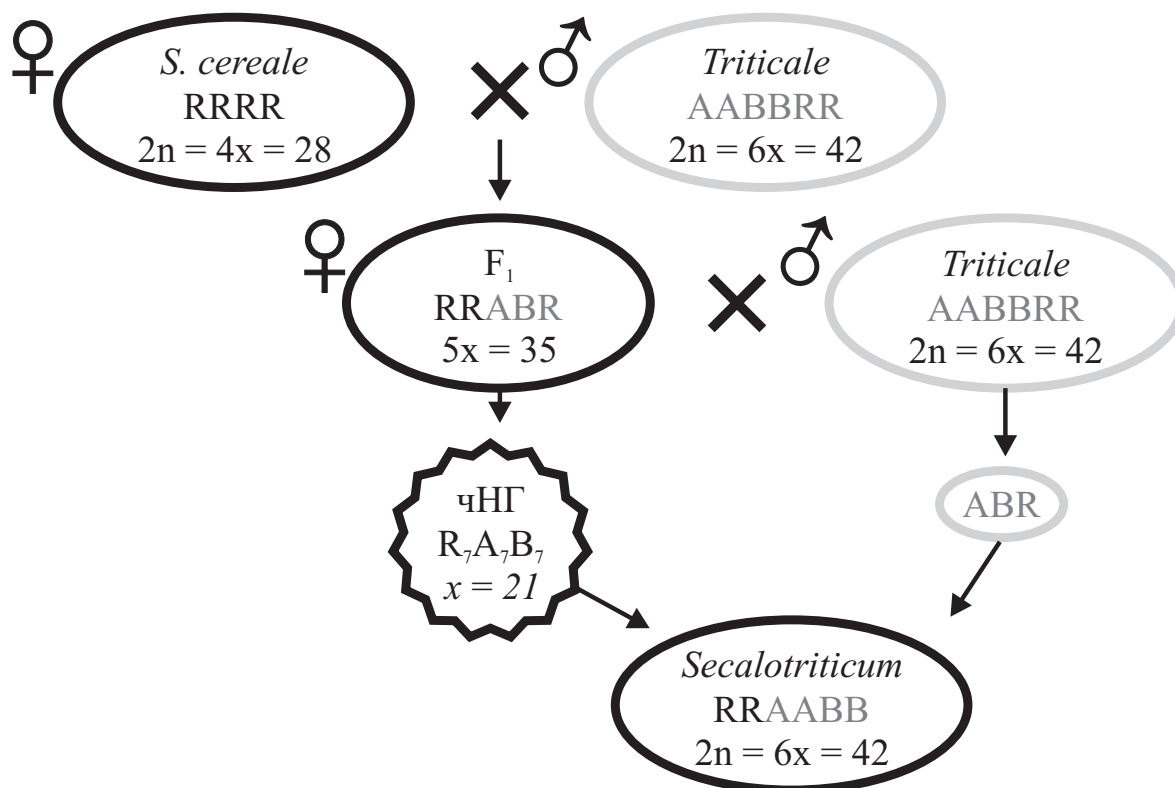 S. cereale
RRRR
2n = 4x = 28
Triticale
AABBRR
2n = 6x = 42
F₁
RRABR
5x = 35
Triticale
AABBRR
2n = 6x = 42
чНГ
R₇A₇B₇
x = 21
ABR
Secalotriticum
RRAABB
2n = 6x = 42